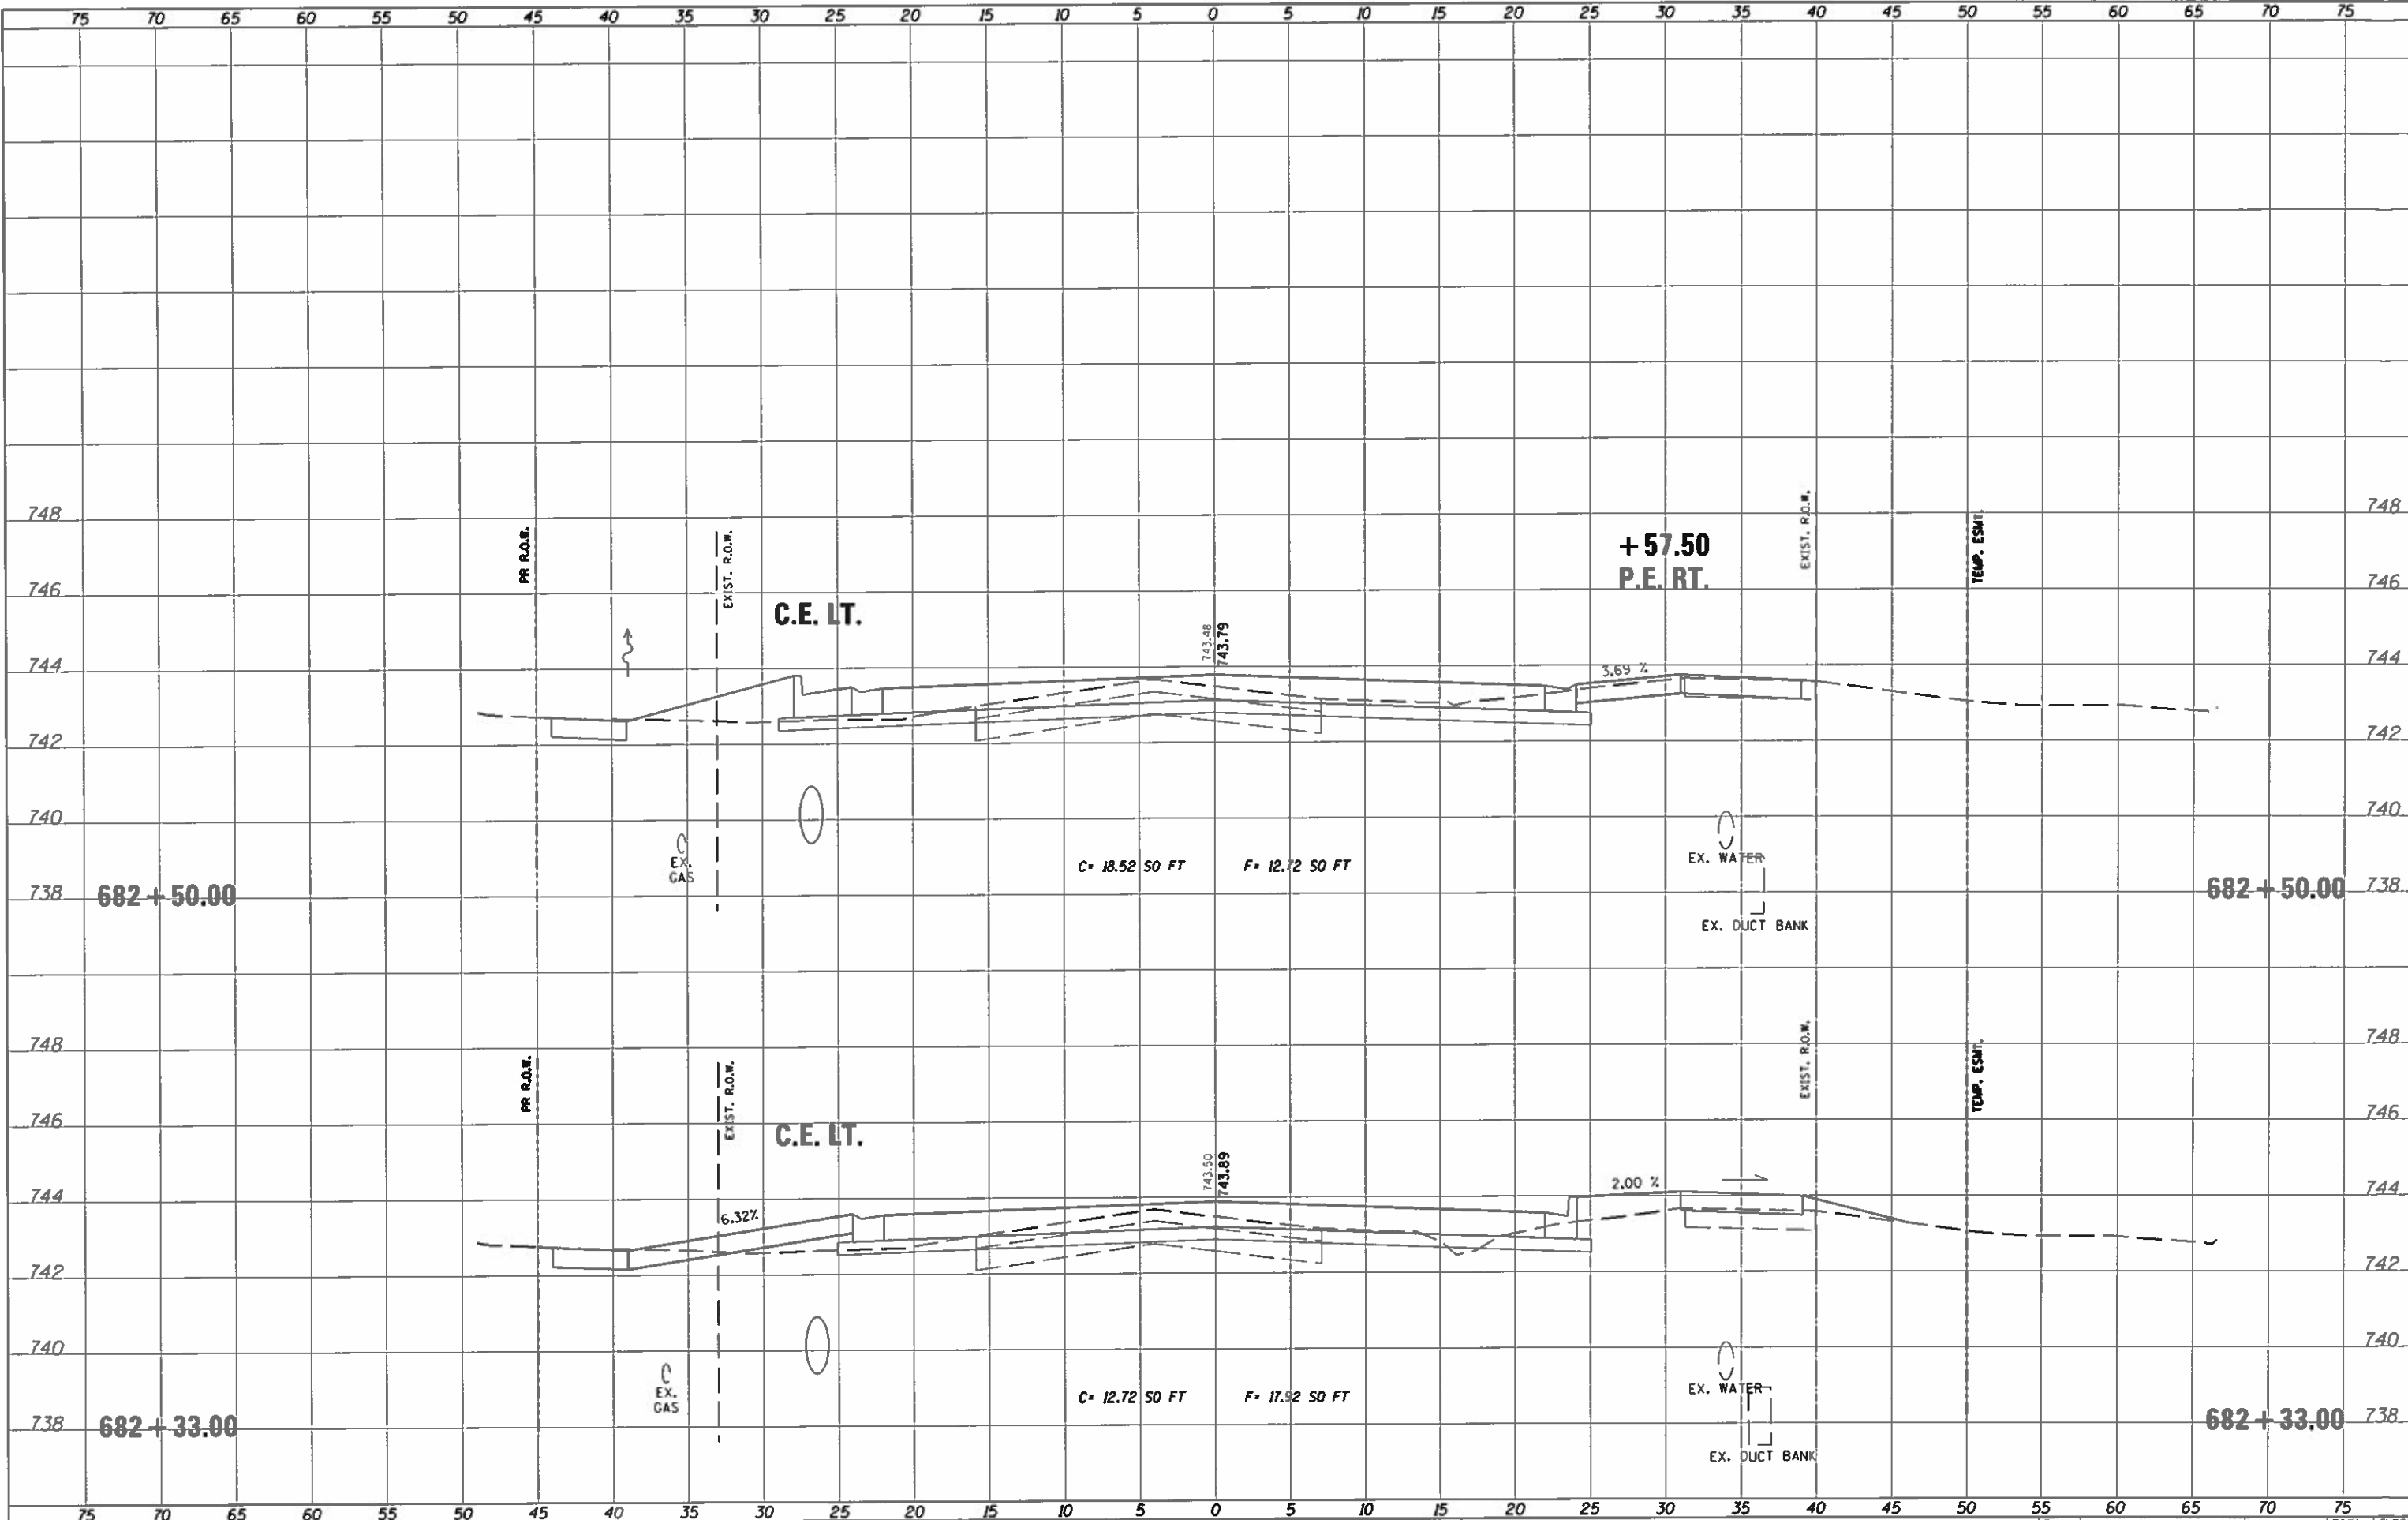 75 70 65 60 55 50 45 40 35 30 25 20 15 10 5 0 5 10 15 20 25 30 35 40 45 50 55 60 65 70 75
748 748
PR R.O.W.
EXIST. R.O.W.
+57.50
P.E. RT.
EXIST. R.O.W.
TEMP. ESMT.
746 746
C.E. LT.
743.48
743.79
744 3.69 % 744
742 742
740 740
EX.
GAS
C= 18.52 SQ FT F= 12.72 SQ FT
EX. WATER
738 682+50.00 682+50.00 738
EX. DUCT BANK
748 748
PR R.O.W.
EXIST. R.O.W.
EXIST. R.O.W.
TEMP. ESMT.
746 746
C.E. LT.
743.50
743.89
744 2.00 % 744
6.32%
742 742
740 740
EX.
GAS
C= 12.72 SQ FT F= 17.92 SQ FT
EX. WATER
738 682+33.00 682+33.00 738
EX. DUCT BANK
75 70 65 60 55 50 45 40 35 30 25 20 15 10 5 0 5 10 15 20 25 30 35 40 45 50 55 60 65 70 75